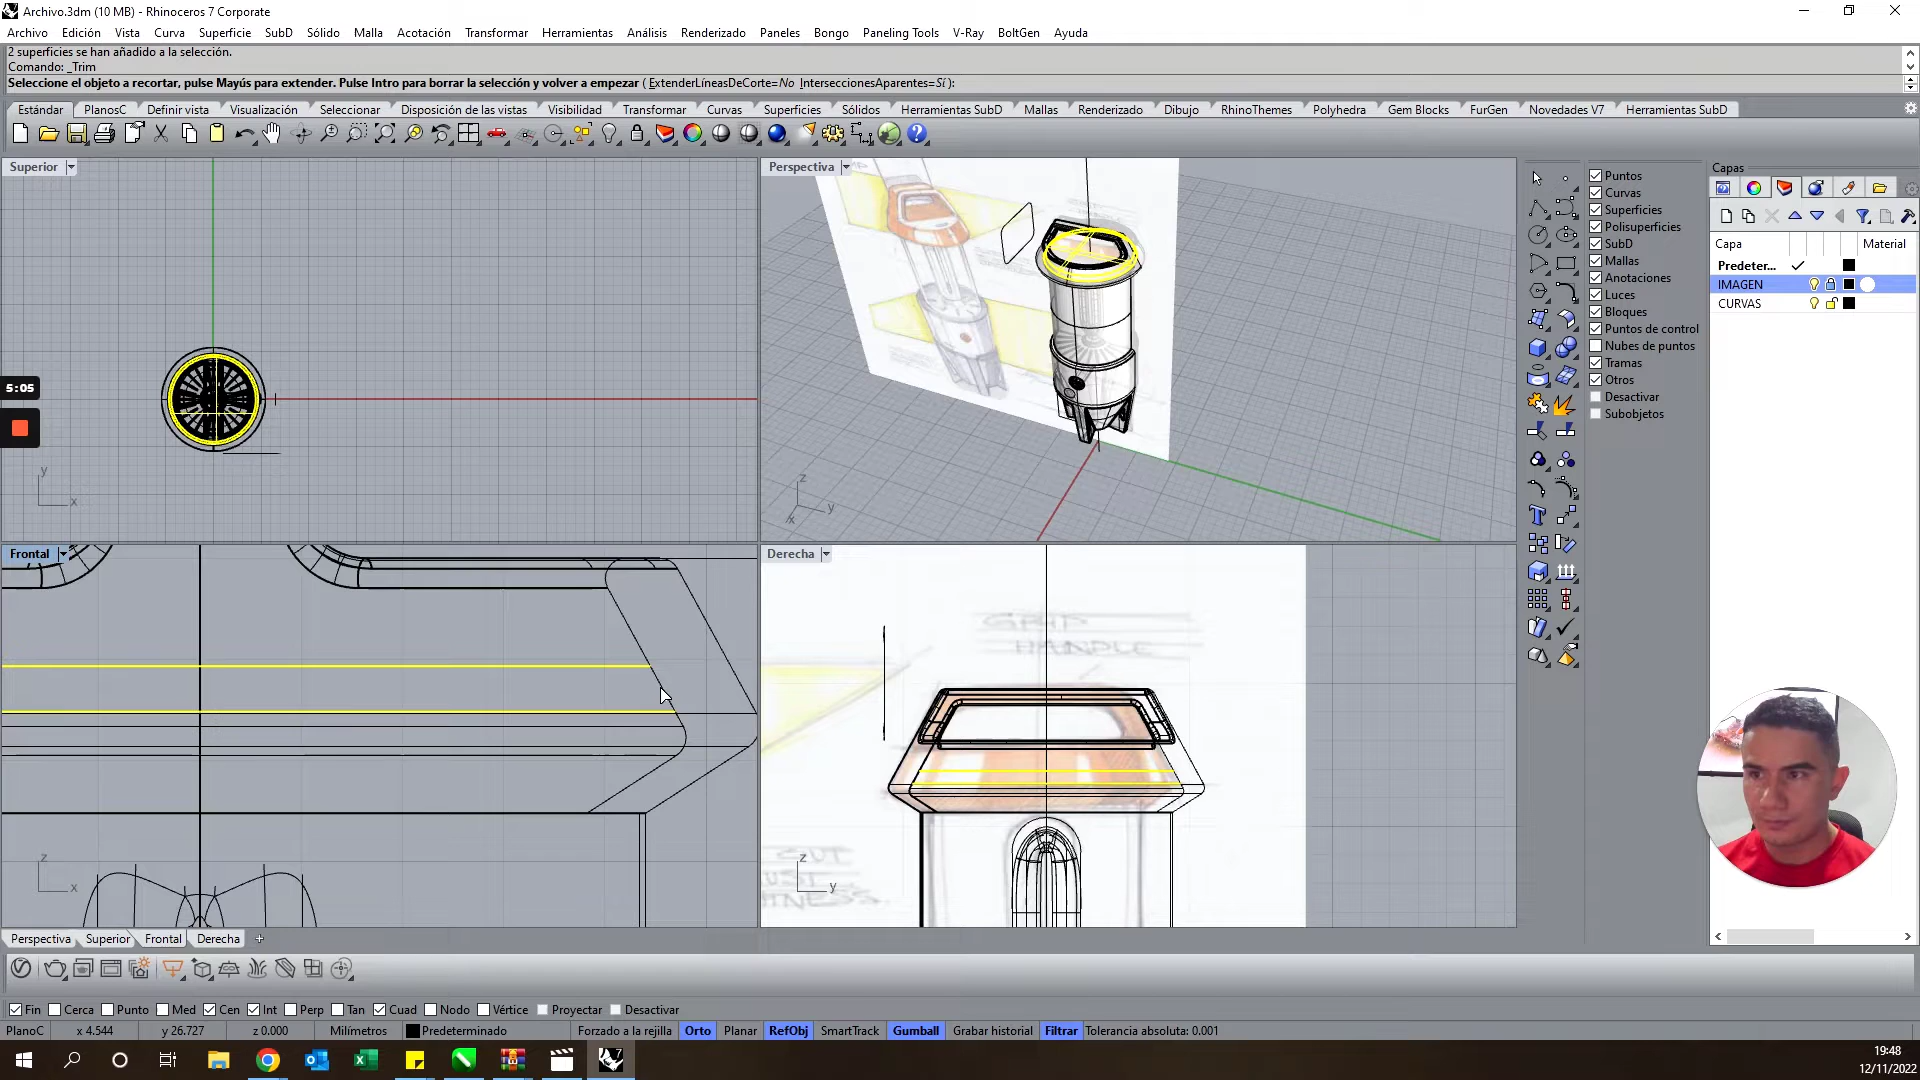 Archivo.3dm (10 MB) - Rhinoceros 7 Corporate
Archivo Edición Vista Curva Superficie SubD Sólido Malla Acotación Transformar Herramientas Análisis Renderizado Paneles Bongo Paneling Tools V-Ray BoltGen Ayuda
2 superficies se han añadido a la selección.
Comando: _Trim
Seleccione el objeto a recortar, pulse Mayús para extender. Pulse Intro para borrar la selección y volver a empezar ( ExtenderLíneasDeCorte=No IntersecccionesAparentes=Sí ):
Estándar PlanosC Definir vista Visualización Seleccionar Disposición de las vistas Visibilidad Transformar Curvas Superficies Sólidos Herramientas SubD Mallas Renderizado Dibujo RhinoThemes Polyhedra Gem Blocks FurGen Novedades V7 Herramientas SubD
Superior
Perspectiva
Capas
Puntos
Curvas
Superficies
Polisuperficies
SubD
Mallas
Anotaciones
Luces
Bloques
Puntos de control
Nubes de puntos
Tramas
Otros
Desactivar
Subobjetos
Capa Material
Predeter...
IMAGEN
CURVAS
5:05
y
x
z
y
x
Frontal
Derecha
GRIP
HANDLE
z
x
z
y
Perspectiva Superior Frontal Derecha
Fin Cerca Punto Med Cen Int Perp Tan Cuad Nodo Vértice Proyectar Desactivar
PlanoC x 4.544 y 26.727 z 0.000 Milímetros Predeterminado Forzado a la rejilla Orto Planar RefObj SmartTrack Gumball Grabar historial Filtrar Tolerancia absoluta: 0.001
19:48
12/11/2022